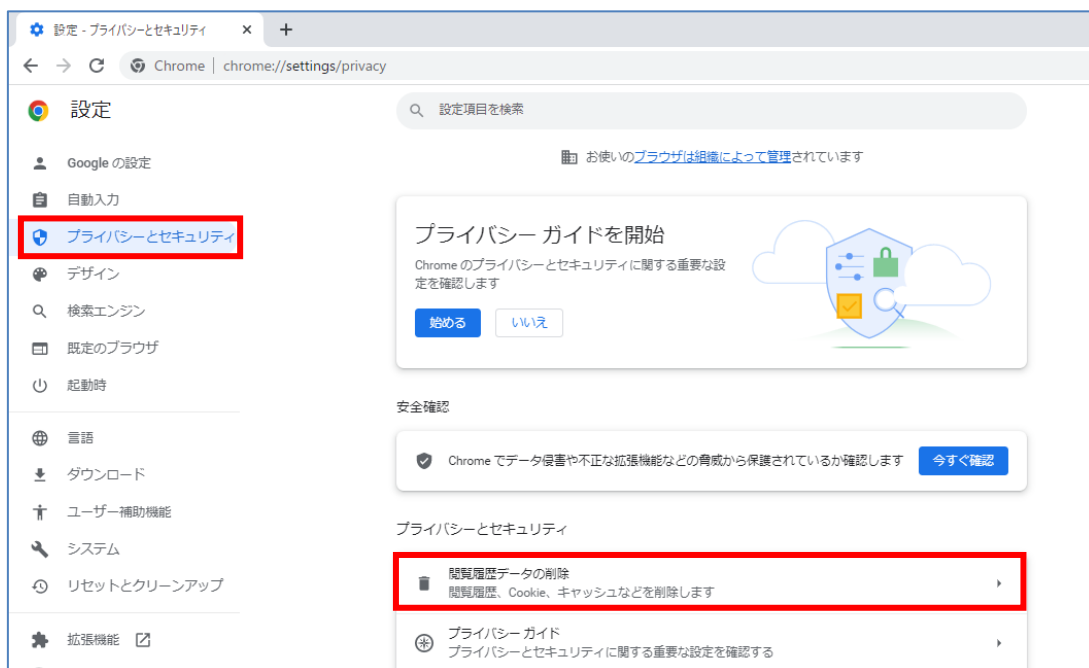 設定 - プライバシーとセキュリティ
Chrome | chrome://settings/privacy
設定
設定項目を検索
お使いのブラウザは組織によって管理されています
Google の設定
自動入力
プライバシーとセキュリティ
デザイン
検索エンジン
既定のブラウザ
起動時
言語
ダウンロード
ユーザー補助機能
システム
リセットとクリーンアップ
拡張機能
プライバシー ガイドを開始
Chrome のプライバシーとセキュリティに関する重要な設
定を確認します
始める
いいえ
安全確認
Chrome でデータ侵害や不正な拡張機能などの脅威から保護されているか確認します
今すぐ確認
プライバシーとセキュリティ
閲覧履歴データの削除
閲覧履歴、Cookie、キャッシュなどを削除します
プライバシー ガイド
プライバシーとセキュリティに関する重要な設定を確認する